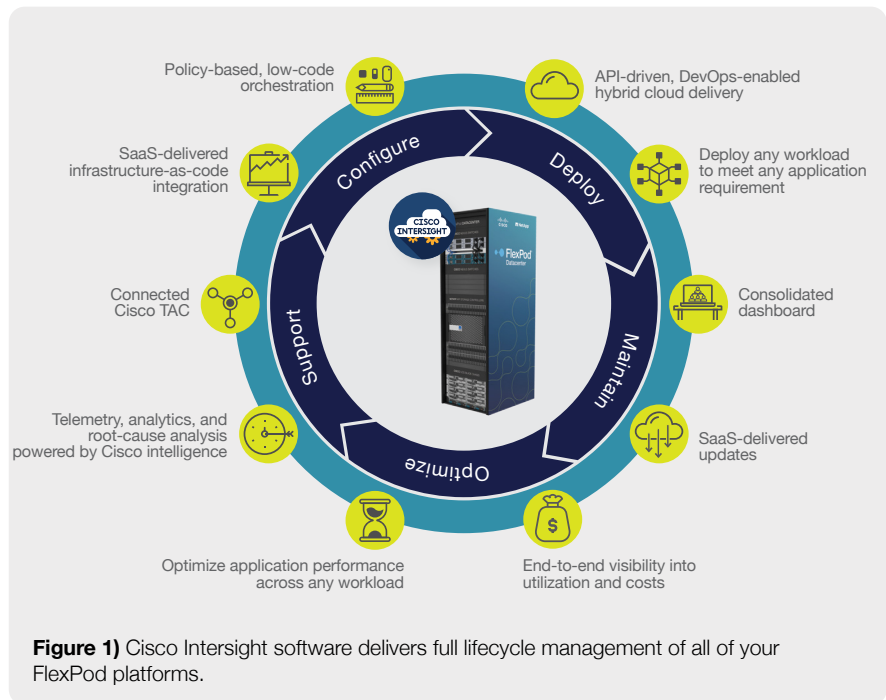 Policy-based, low-code
orchestration
API-driven, DevOps-enabled
hybrid cloud delivery
SaaS-delivered
infrastructure-as-code
integration
Deploy any workload
to meet any application
requirement
Configure
Deploy
CISCO
INTERSIGHT
CISCO
FlexPod
Datacenter
Connected
Cisco TAC
Consolidated
dashboard
Support
Maintain
Telemetry, analytics, and
root-cause analysis
powered by Cisco intelligence
SaaS-delivered
updates
Optimize
$
Optimize application performance
across any workload
End-to-end visibility into
utilization and costs
Figure 1) Cisco Intersight software delivers full lifecycle management of all of your
FlexPod platforms.